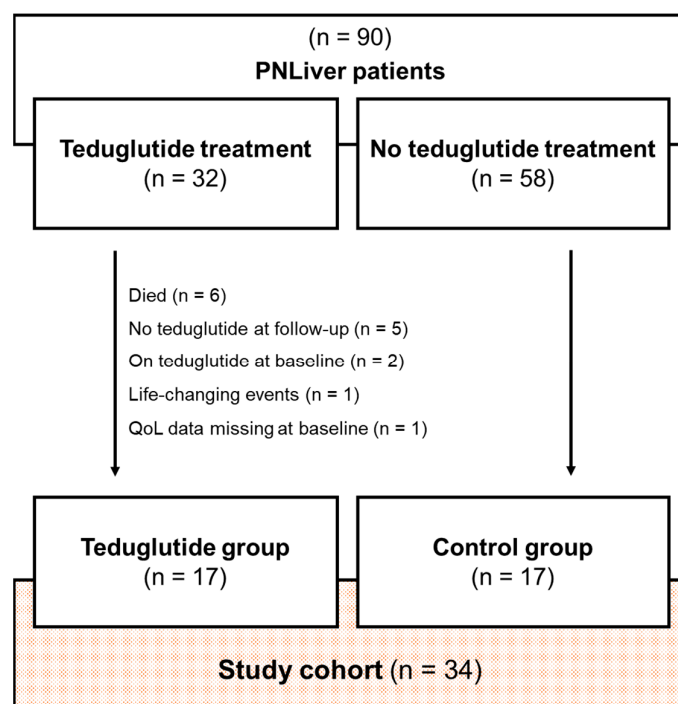 (n = 90)
PNLiver patients
Teduglutide treatment
(n = 32)
No teduglutide treatment
(n = 58)
Died (n = 6)
No teduglutide at follow-up (n = 5)
On teduglutide at baseline (n = 2)
Life-changing events (n = 1)
QoL data missing at baseline (n = 1)
Teduglutide group
(n = 17)
Control group
(n = 17)
Study cohort (n = 34)